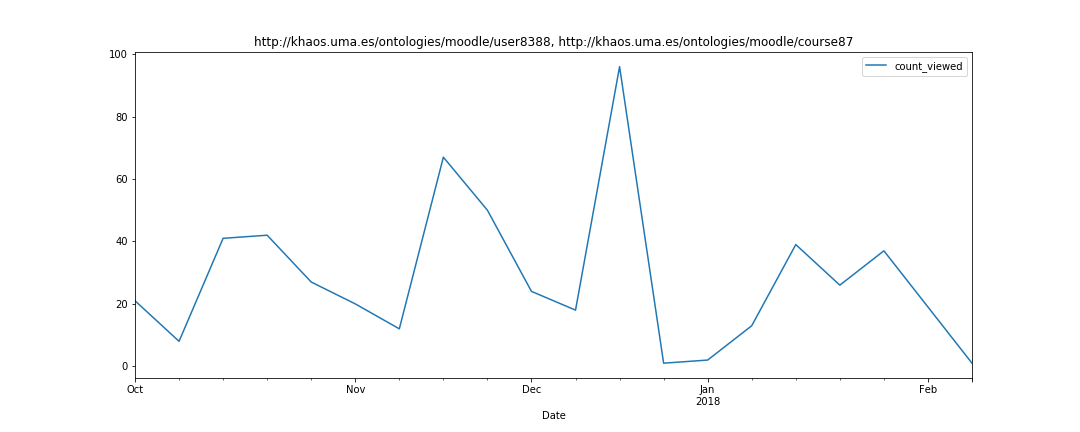 http://khaos.uma.es/ontologies/moodle/user8388, http://khaos.uma.es/ontologies/moodle/course87
count_viewed
100
80
60
40
20
0
Oct
Nov
Dec
Jan
2018
Feb
Date